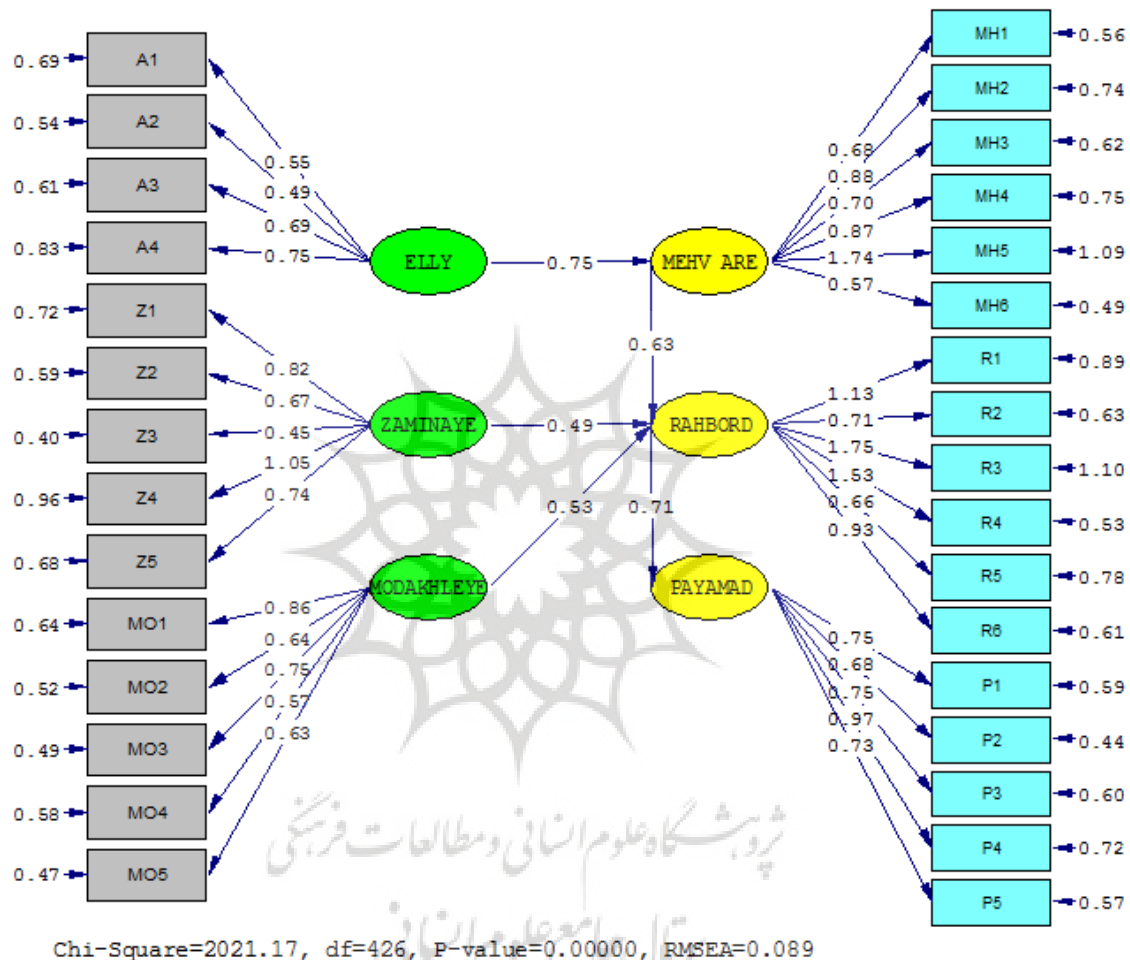 0.69 A1
0.54 A2
0.61 A3
0.83 A4
0.72 Z1
0.59 Z2
0.40 Z3
0.96 Z4
0.68 Z5
0.64 MO1
0.52 MO2
0.49 MO3
0.58 MO4
0.47 MO5
0.55
0.49
0.69
0.75
0.82
0.67
0.45
1.05
0.74
0.86
0.64
0.75
0.57
0.63
ELLY
ZAMINAYE
MODAKHLEYE
0.75
0.49
0.53
MEHV ARE
0.63
RAHBORD
0.71
PAYAMAD
0.68
0.88
0.70
0.87
1.74
0.57
1.13
0.71
1.75
1.53
0.66
0.93
0.75
0.68
0.75
0.97
0.73
MH1 0.56
MH2 0.74
MH3 0.62
MH4 0.75
MH5 1.09
MH6 0.49
R1 0.89
R2 0.63
R3 1.10
R4 0.53
R5 0.78
R6 0.61
P1 0.59
P2 0.44
P3 0.60
P4 0.72
P5 0.57
پژوهشگاه علوم انسانی و مطالعات فرهنگی
پرتال جامع علوم انسانی
Chi-Square=2021.17, df=426, P-value=0.00000, RMSEA=0.089